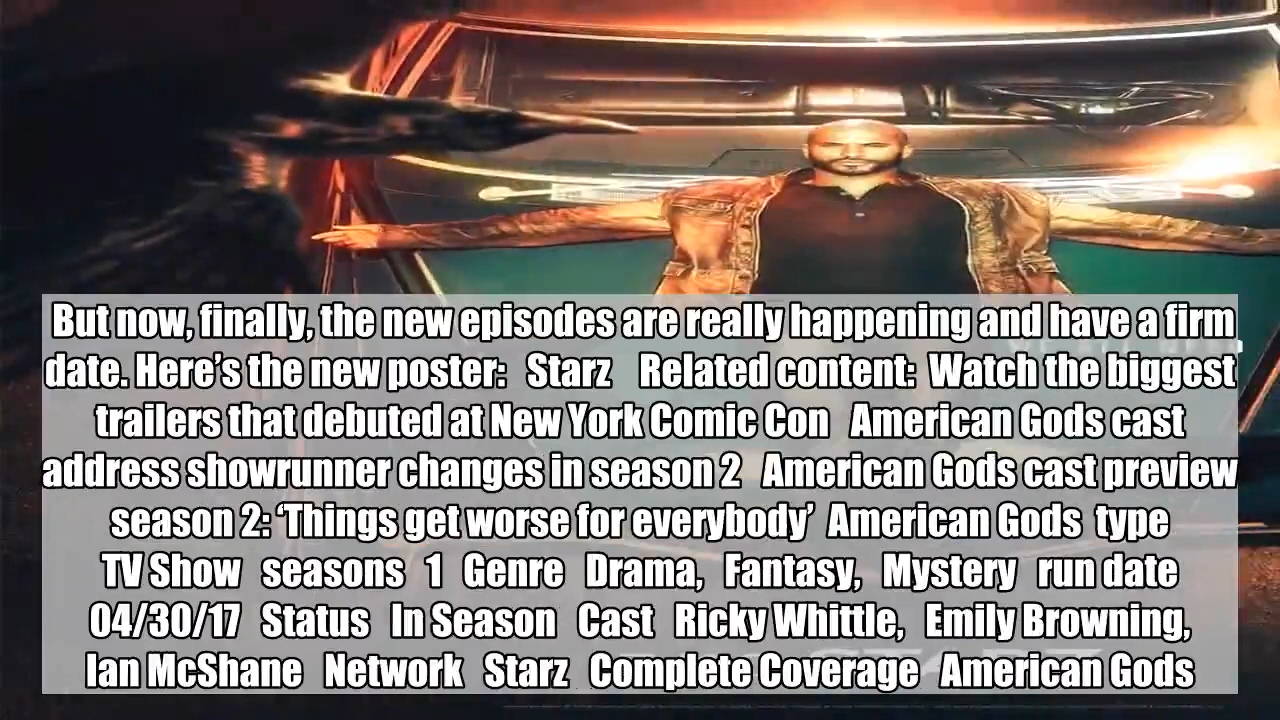 But now, finally, the new episodes are really happening and have a firm
date. Here’s the new poster: Starz Related content: Watch the biggest
trailers that debuted at New York Comic Con American Gods cast
address showrunner changes in season 2 American Gods cast preview
season 2: ‘Things get worse for everybody’ American Gods type
TV Show seasons 1 Genre Drama, Fantasy, Mystery run date
04/30/17 Status In Season Cast Ricky Whittle, Emily Browning,
Ian McShane Network Starz Complete Coverage American Gods